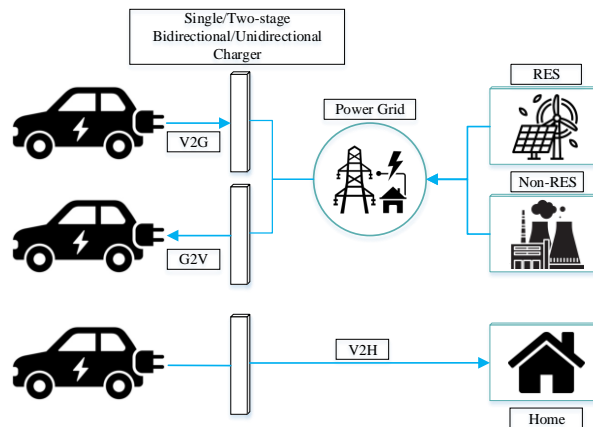 Single/Two-stage
Bidirectional/Unidirectional
Charger
RES
Power Grid
V2G
Non-RES
G2V
V2H
Home